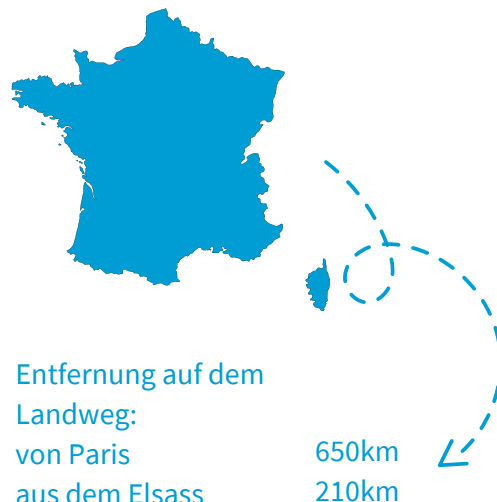 Entfernung auf dem
Landweg:
von Paris 650km
aus dem Elsass 210km